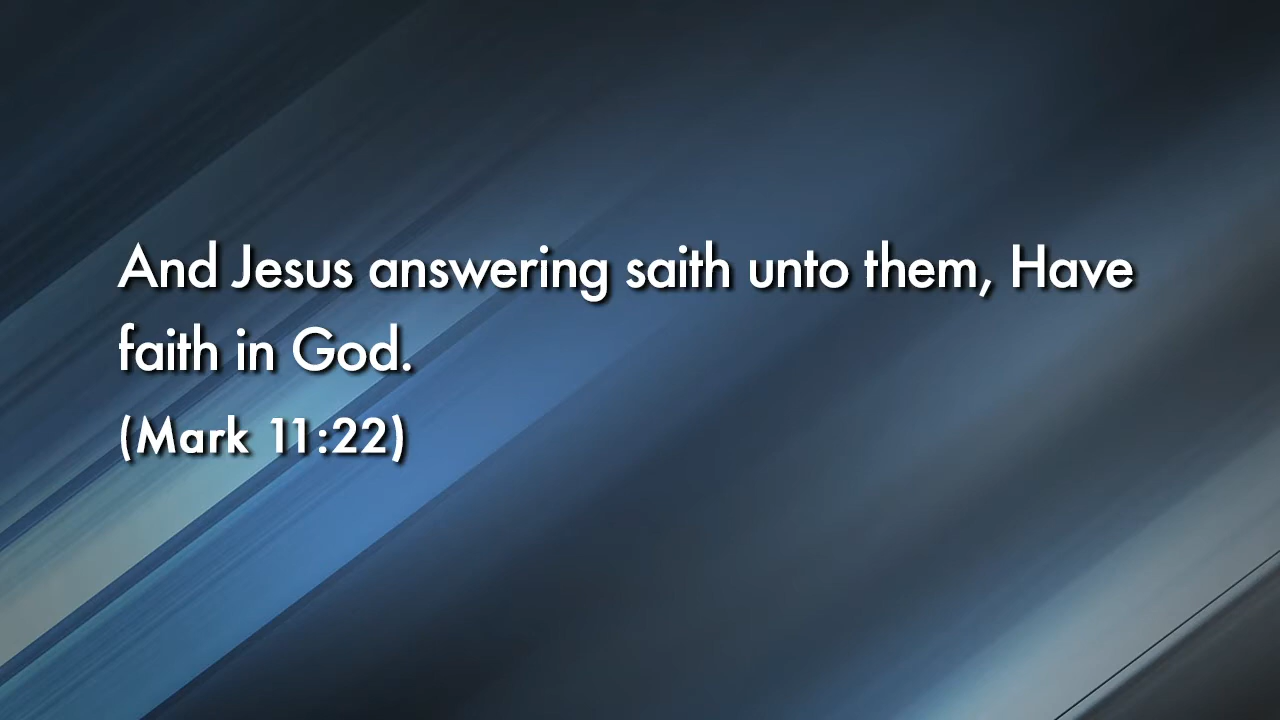 And Jesus answering saith unto them, Have
faith in God.
(Mark 11:22)